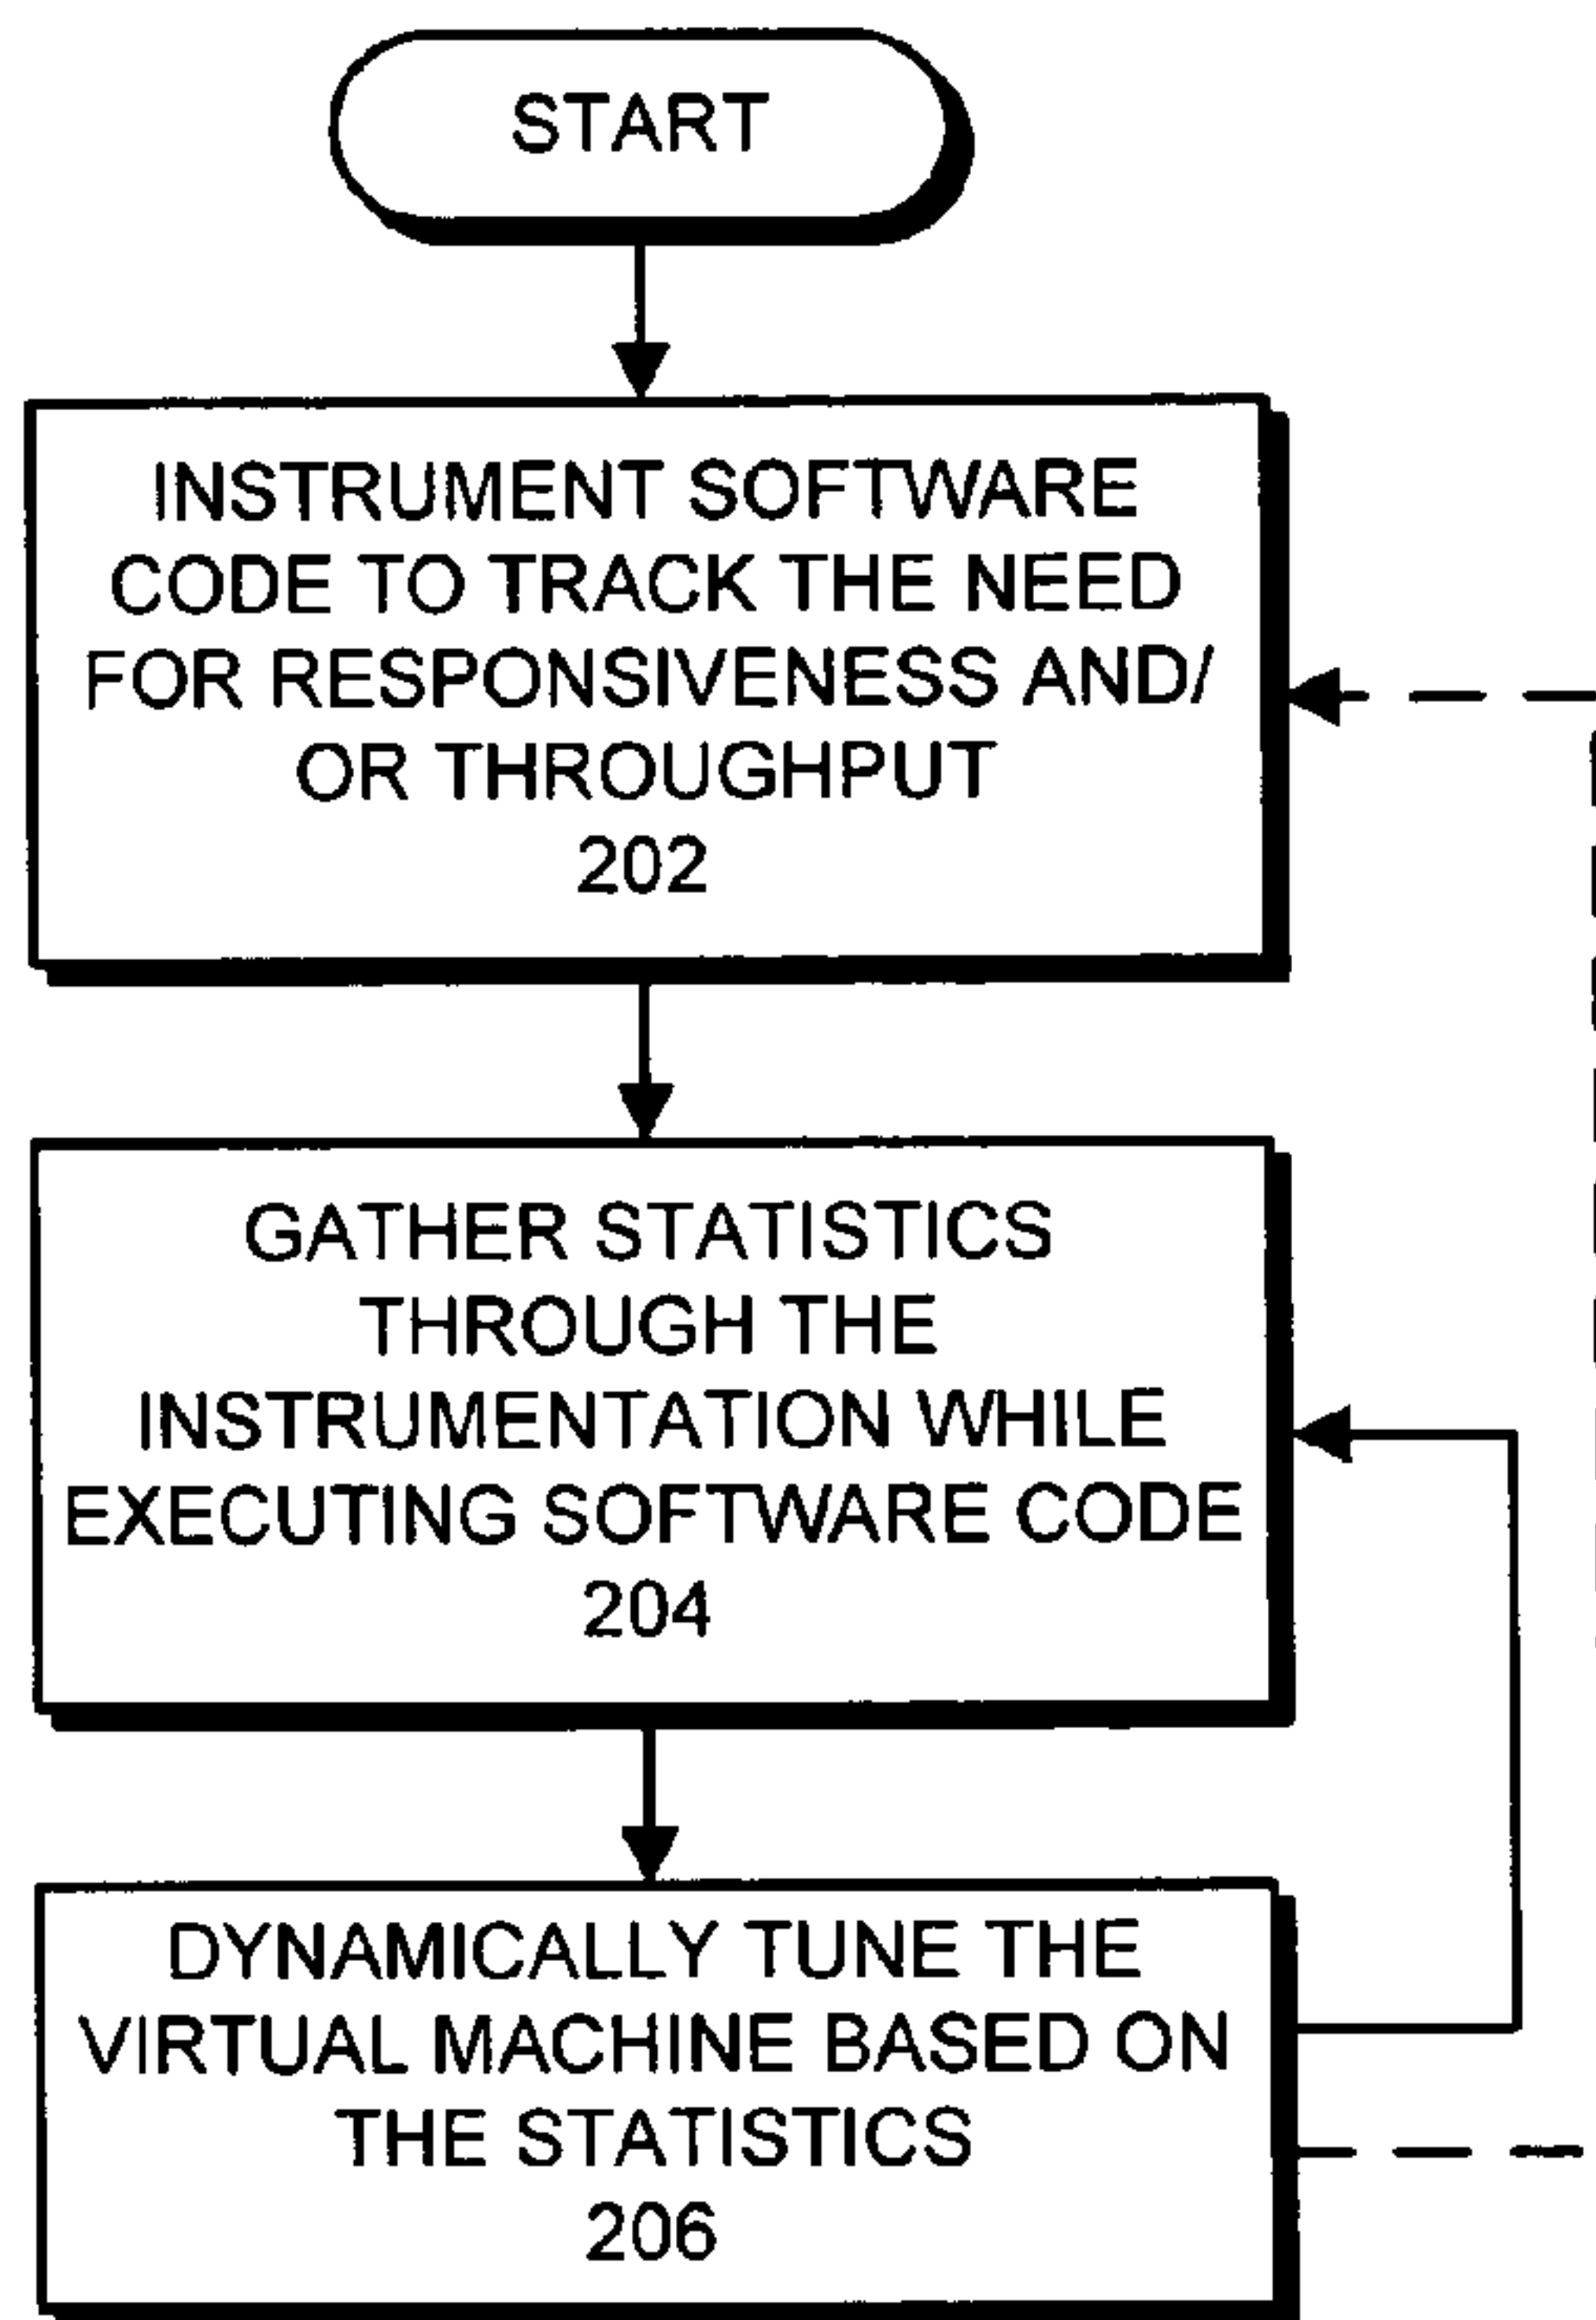 START
INSTRUMENT SOFTWARE
CODE TO TRACK THE NEED
FOR RESPONSIVENESS AND/
OR THROUGHPUT
202
GATHER STATISTICS
THROUGH THE
INSTRUMENTATION WHILE
EXECUTING SOFTWARE CODE
204
DYNAMICALLY TUNE THE
VIRTUAL MACHINE BASED ON
THE STATISTICS
206